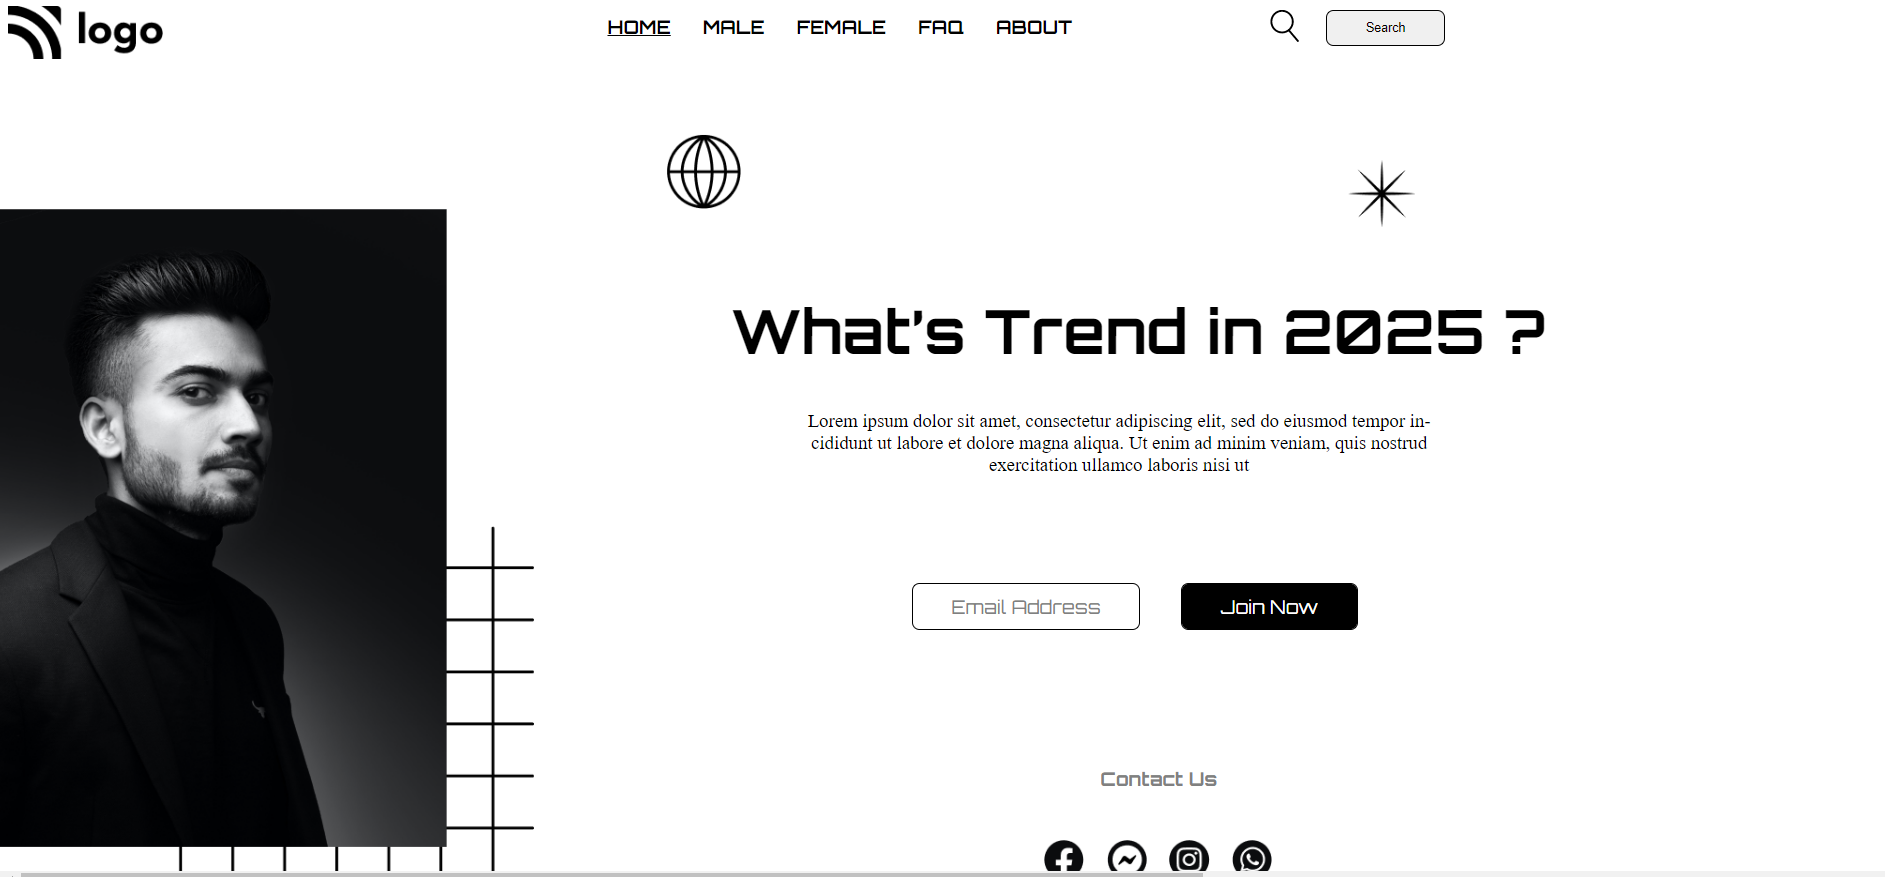 logo
HOME MALE FEMALE FAQ ABOUT
Search
What's Trend in 2025 ?
Lorem ipsum dolor sit amet, consectetur adipiscing elit, sed do eiusmod tempor in-
cididunt ut labore et dolore magna aliqua. Ut enim ad minim veniam, quis nostrud
exercitation ullamco laboris nisi ut
Email Address
Join Now
Contact Us